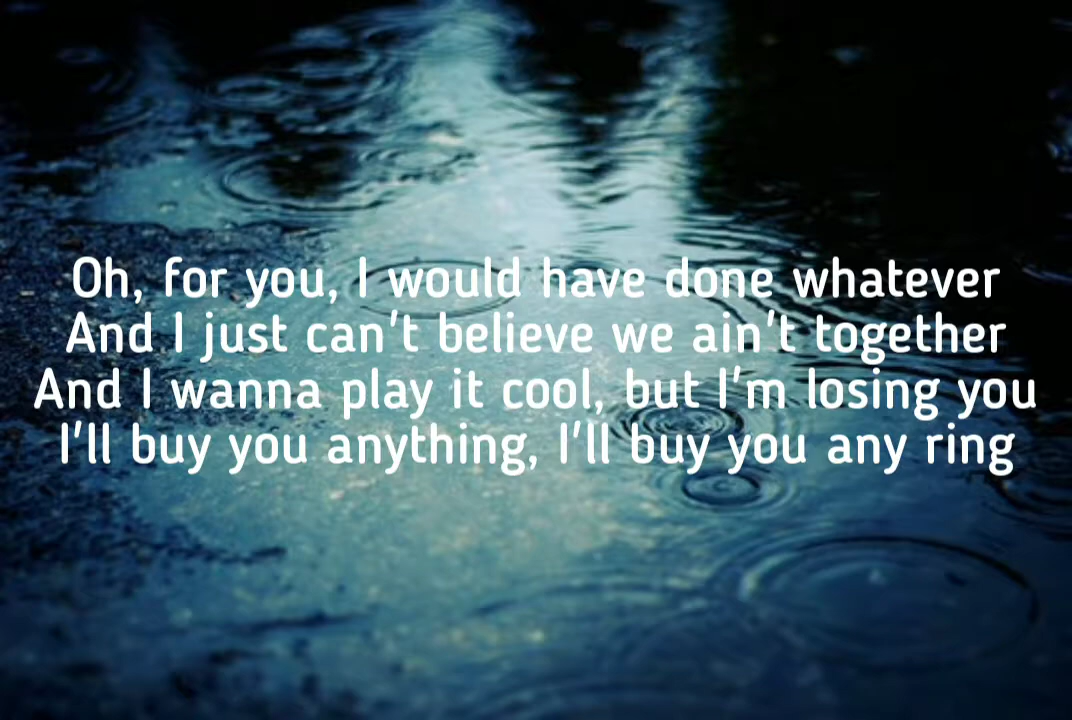 Oh, for you, I would have done whatever
And I just can't believe we ain't together
And I wanna play it cool, but I'm losing you
I'll buy you anything, I'll buy you any ring